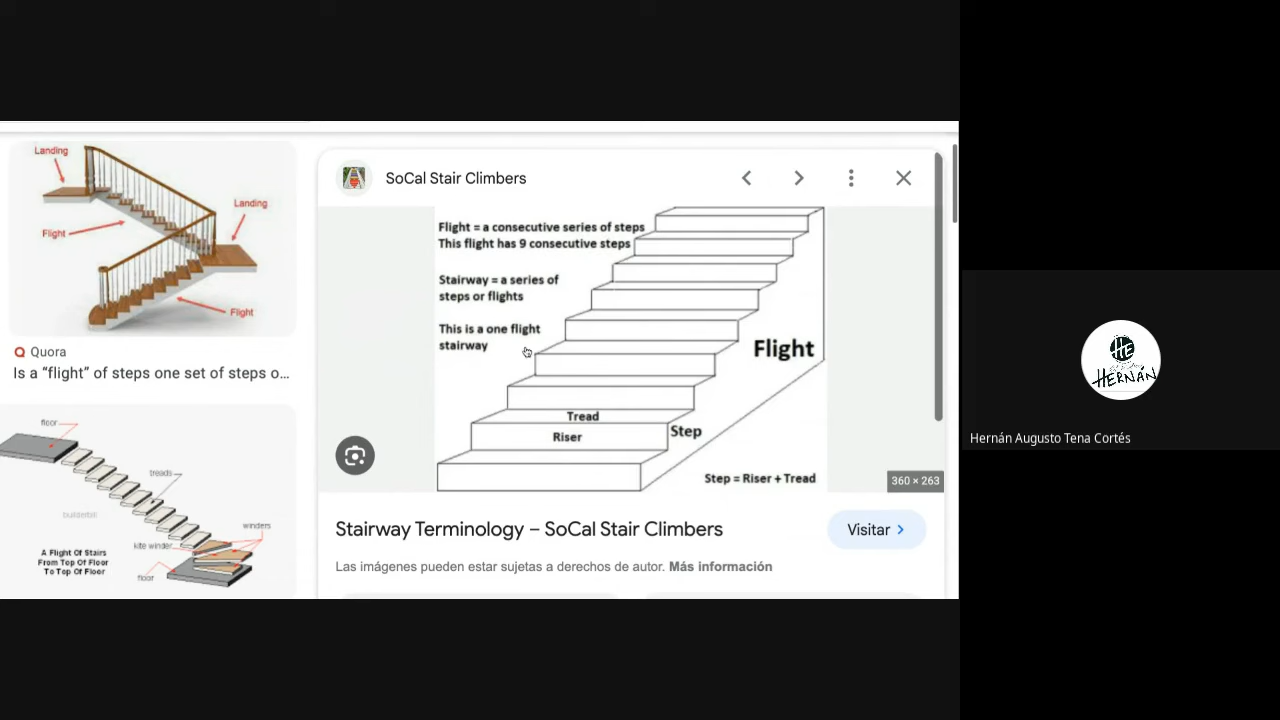 Landing
Landing
Flight
Flight
Quora
Is a “flight” of steps one set of steps o...
floor
treads
builderbill
winders
kite winder
A Flight Of Stairs
From Top Of Floor
To Top Of Floor
floor
SoCal Stair Climbers
Flight = a consecutive series of steps
This flight has 9 consecutive steps
Stairway = a series of
steps or flights
This is a one flight
stairway
Flight
Tread
Riser
Step
Step = Riser + Tread
360 × 263
Stairway Terminology – SoCal Stair Climbers
Visitar
Las imágenes pueden estar sujetas a derechos de autor. Más información
HE
HERNÁN
Hernán Augusto Tena Cortés